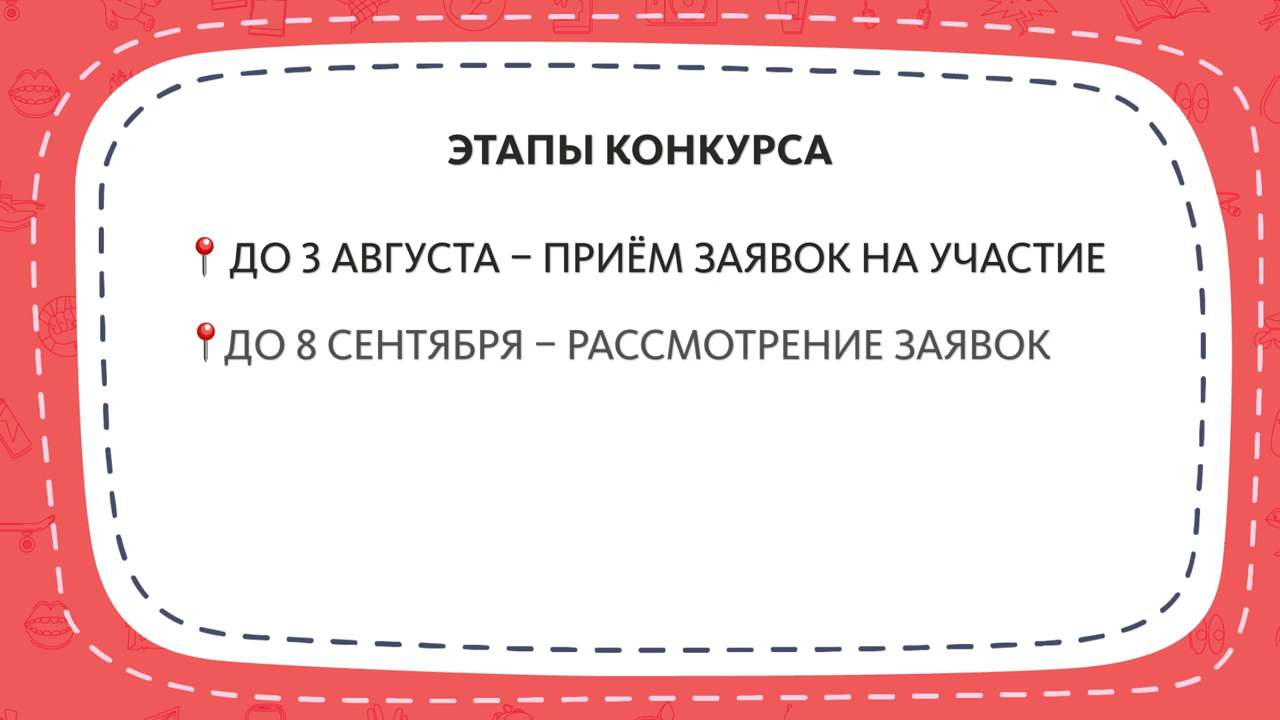 ЭТАПЫ КОНКУРСА
📍 ДО 3 АВГУСТА – ПРИЁМ ЗАЯВОК НА УЧАСТИЕ
📍 ДО 8 СЕНТЯБРЯ – РАССМОТРЕНИЕ ЗАЯВОК